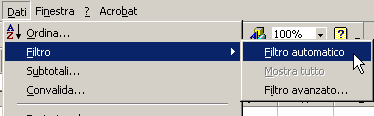 Dati Finestra ? Acrobat
Ordina...
100%
Filtro
Filtro automatico
Subtotali...
Mostra tutto
Convalida...
Filtro avanzato...